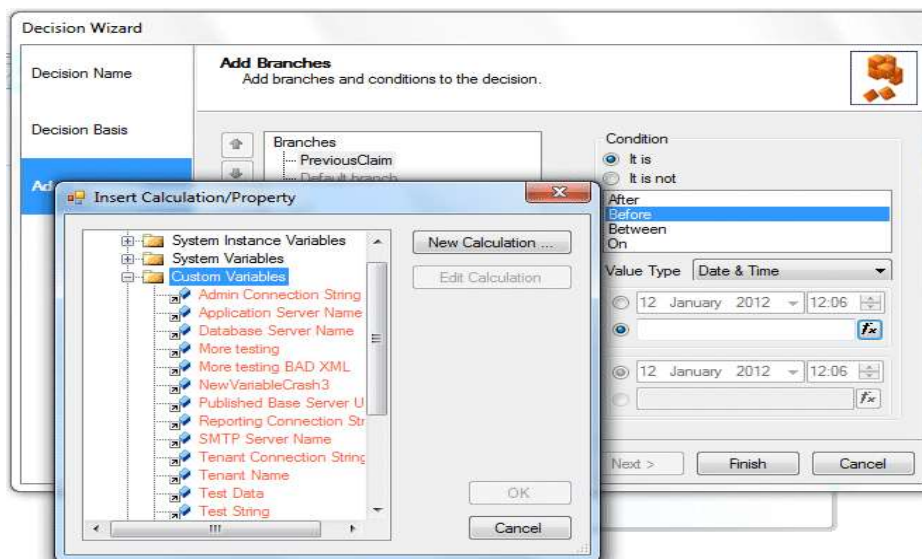 Decision Wizard
Decision Name
Decision Basis
Ad
Add Branches
Add branches and conditions to the decision.
Branches
PreviousClaim
Default branch
Condition
It is
It is not
After
Before
Between
On
Value Type Date & Time
12 January 2012 12:06
fx
12 January 2012 12:06
fx
Next >
Finish
Cancel
Insert Calculation/Property
System Instance Variables
System Variables
Custom Variables
Admin Connection String
Application Server Name
Database Server Name
More testing
More testing BAD XML
NewVariableCrash3
Published Base Server U
Reporting Connection Str
SMTP Server Name
Tenant Connection String
Tenant Name
Test Data
Test String
New Calculation ...
Edit Calculation
OK
Cancel